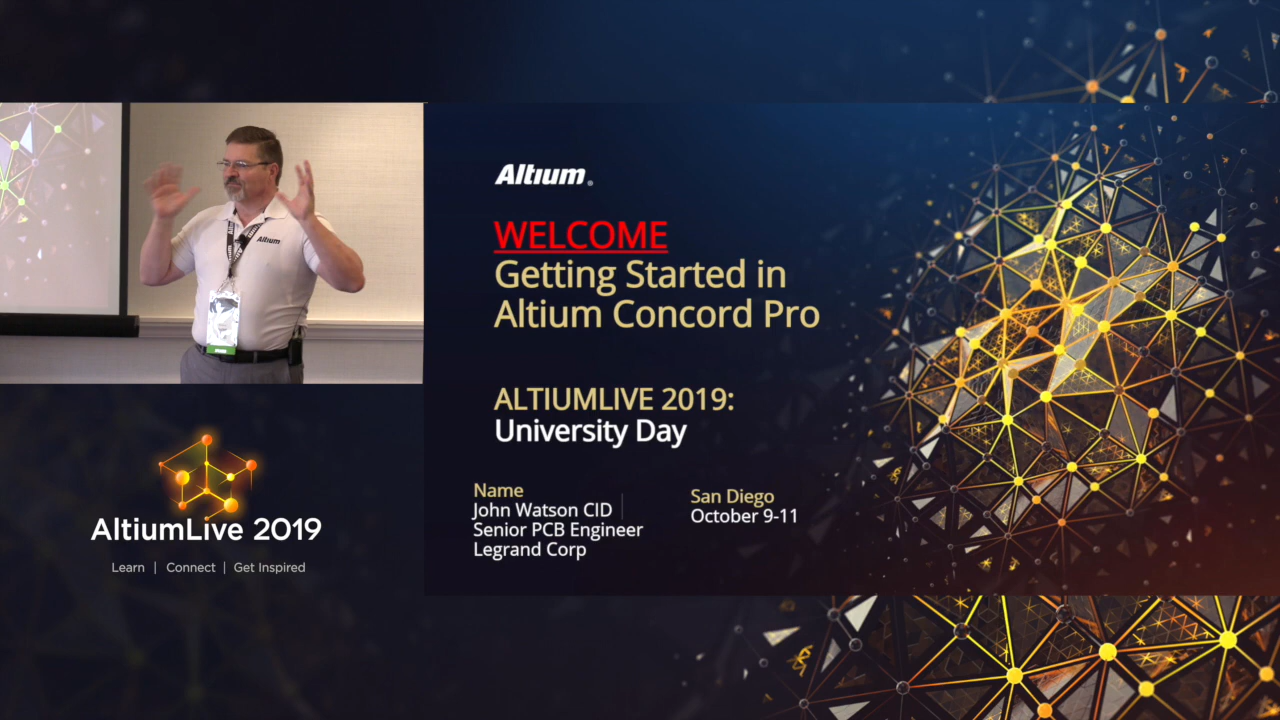 Altium
Altium
WELCOME
Getting Started in
Altium Concord Pro
ALTIUMLIVE 2019:
University Day
Name
John Watson CID
Senior PCB Engineer
Legrand Corp
San Diego
October 9-11
AltiumLive 2019
Learn | Connect | Get Inspired